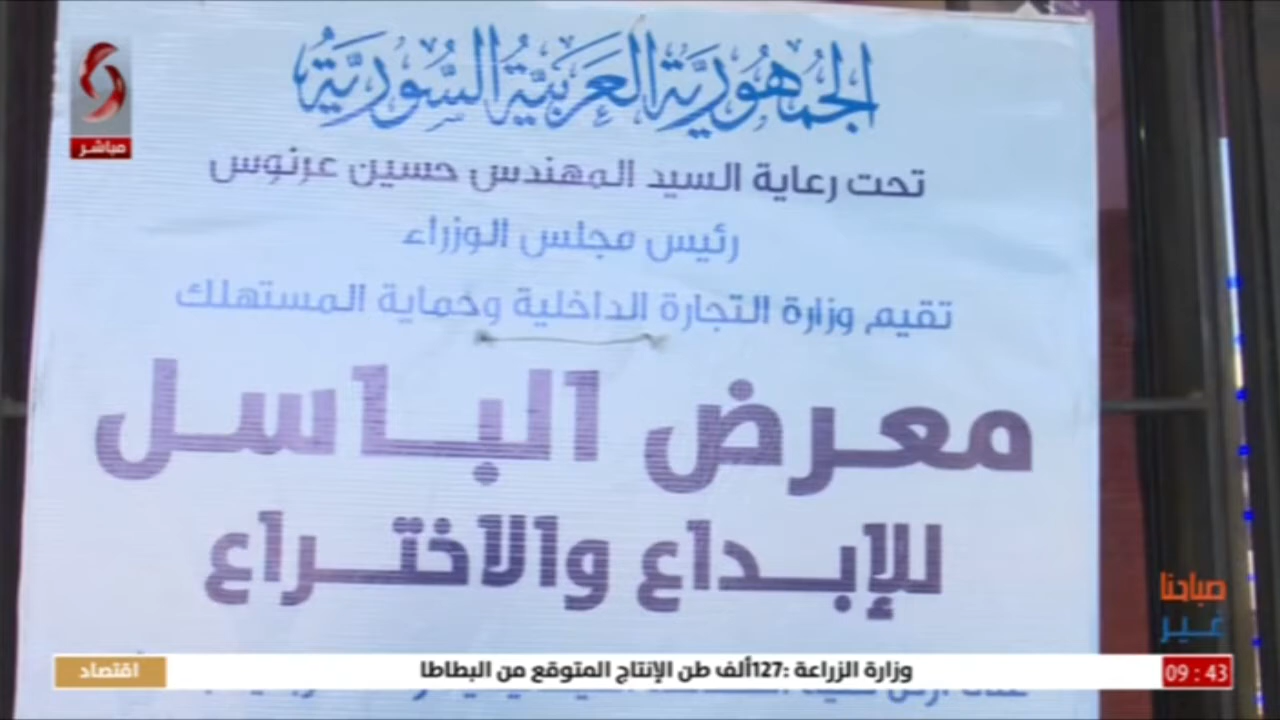 الجمهورية العربية السورية
مباشر
تحت رعاية السيد المهندس حسين عرنوس
رئيس مجلس الوزراء
تقيم وزارة التجارة الداخلية وحماية المستهلك
معرض الباسل
للإبداع والاختراع
صباحنا
غير
اقتصاد
وزارة الزراعة :127ألف طن الإنتاج المتوقع من البطاطا
09 : 43